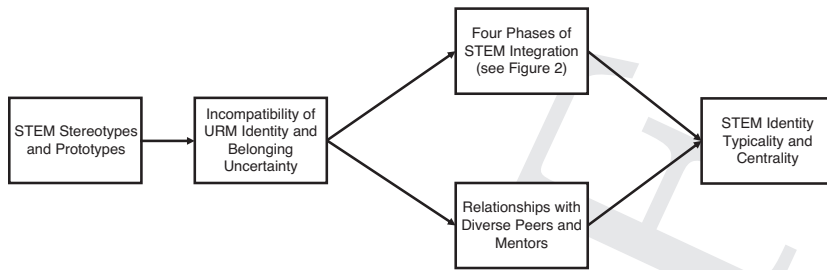 STEM Stereotypes
and Prototypes
Incompatibility of
URM Identity and
Belonging
Uncertainty
Four Phases of
STEM Integration
(see Figure 2)
Relationships with
Diverse Peers and
Mentors
STEM Identity
Typicality and
Centrality